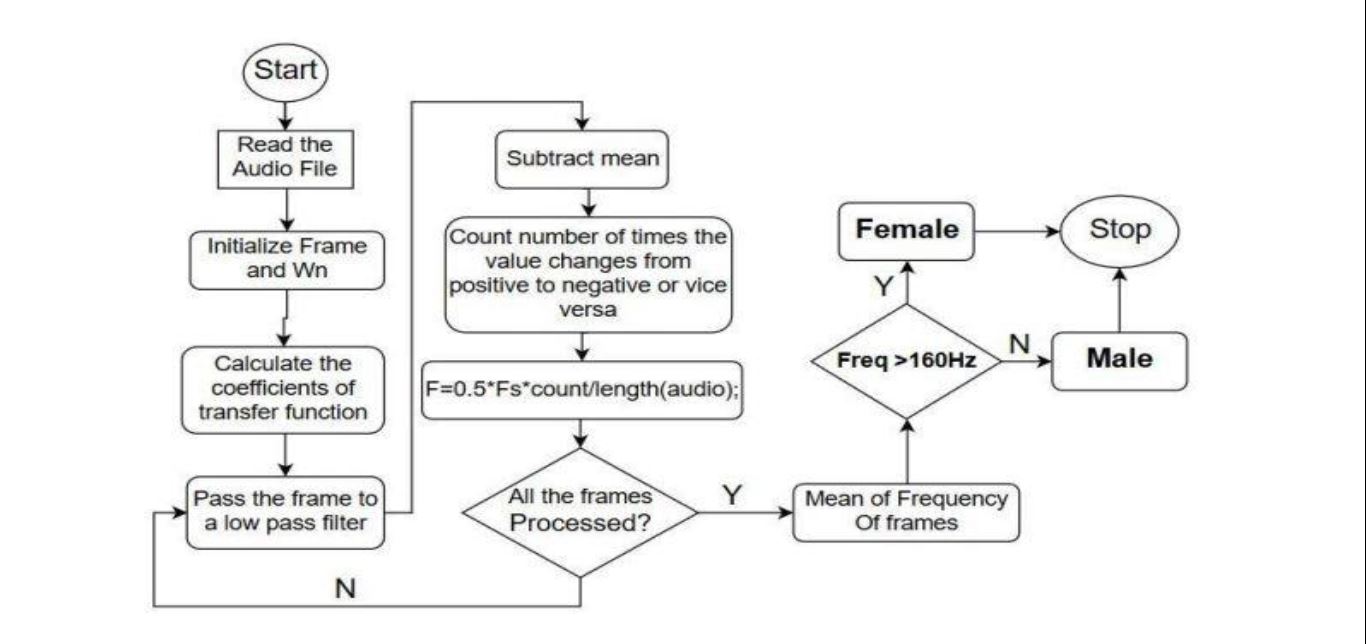 Start
Read the
Audio File
Initialize Frame
and Wn
Calculate the
coefficients of
transfer function
Pass the frame to
a low pass filter
Subtract mean
Count number of times the
value changes from
positive to negative or vice
versa
F=0.5*Fs*count/length(audio);
All the frames
Processed?
N
Y
Mean of Frequency
Of frames
Freq >160Hz
Y
Female
N
Male
Stop